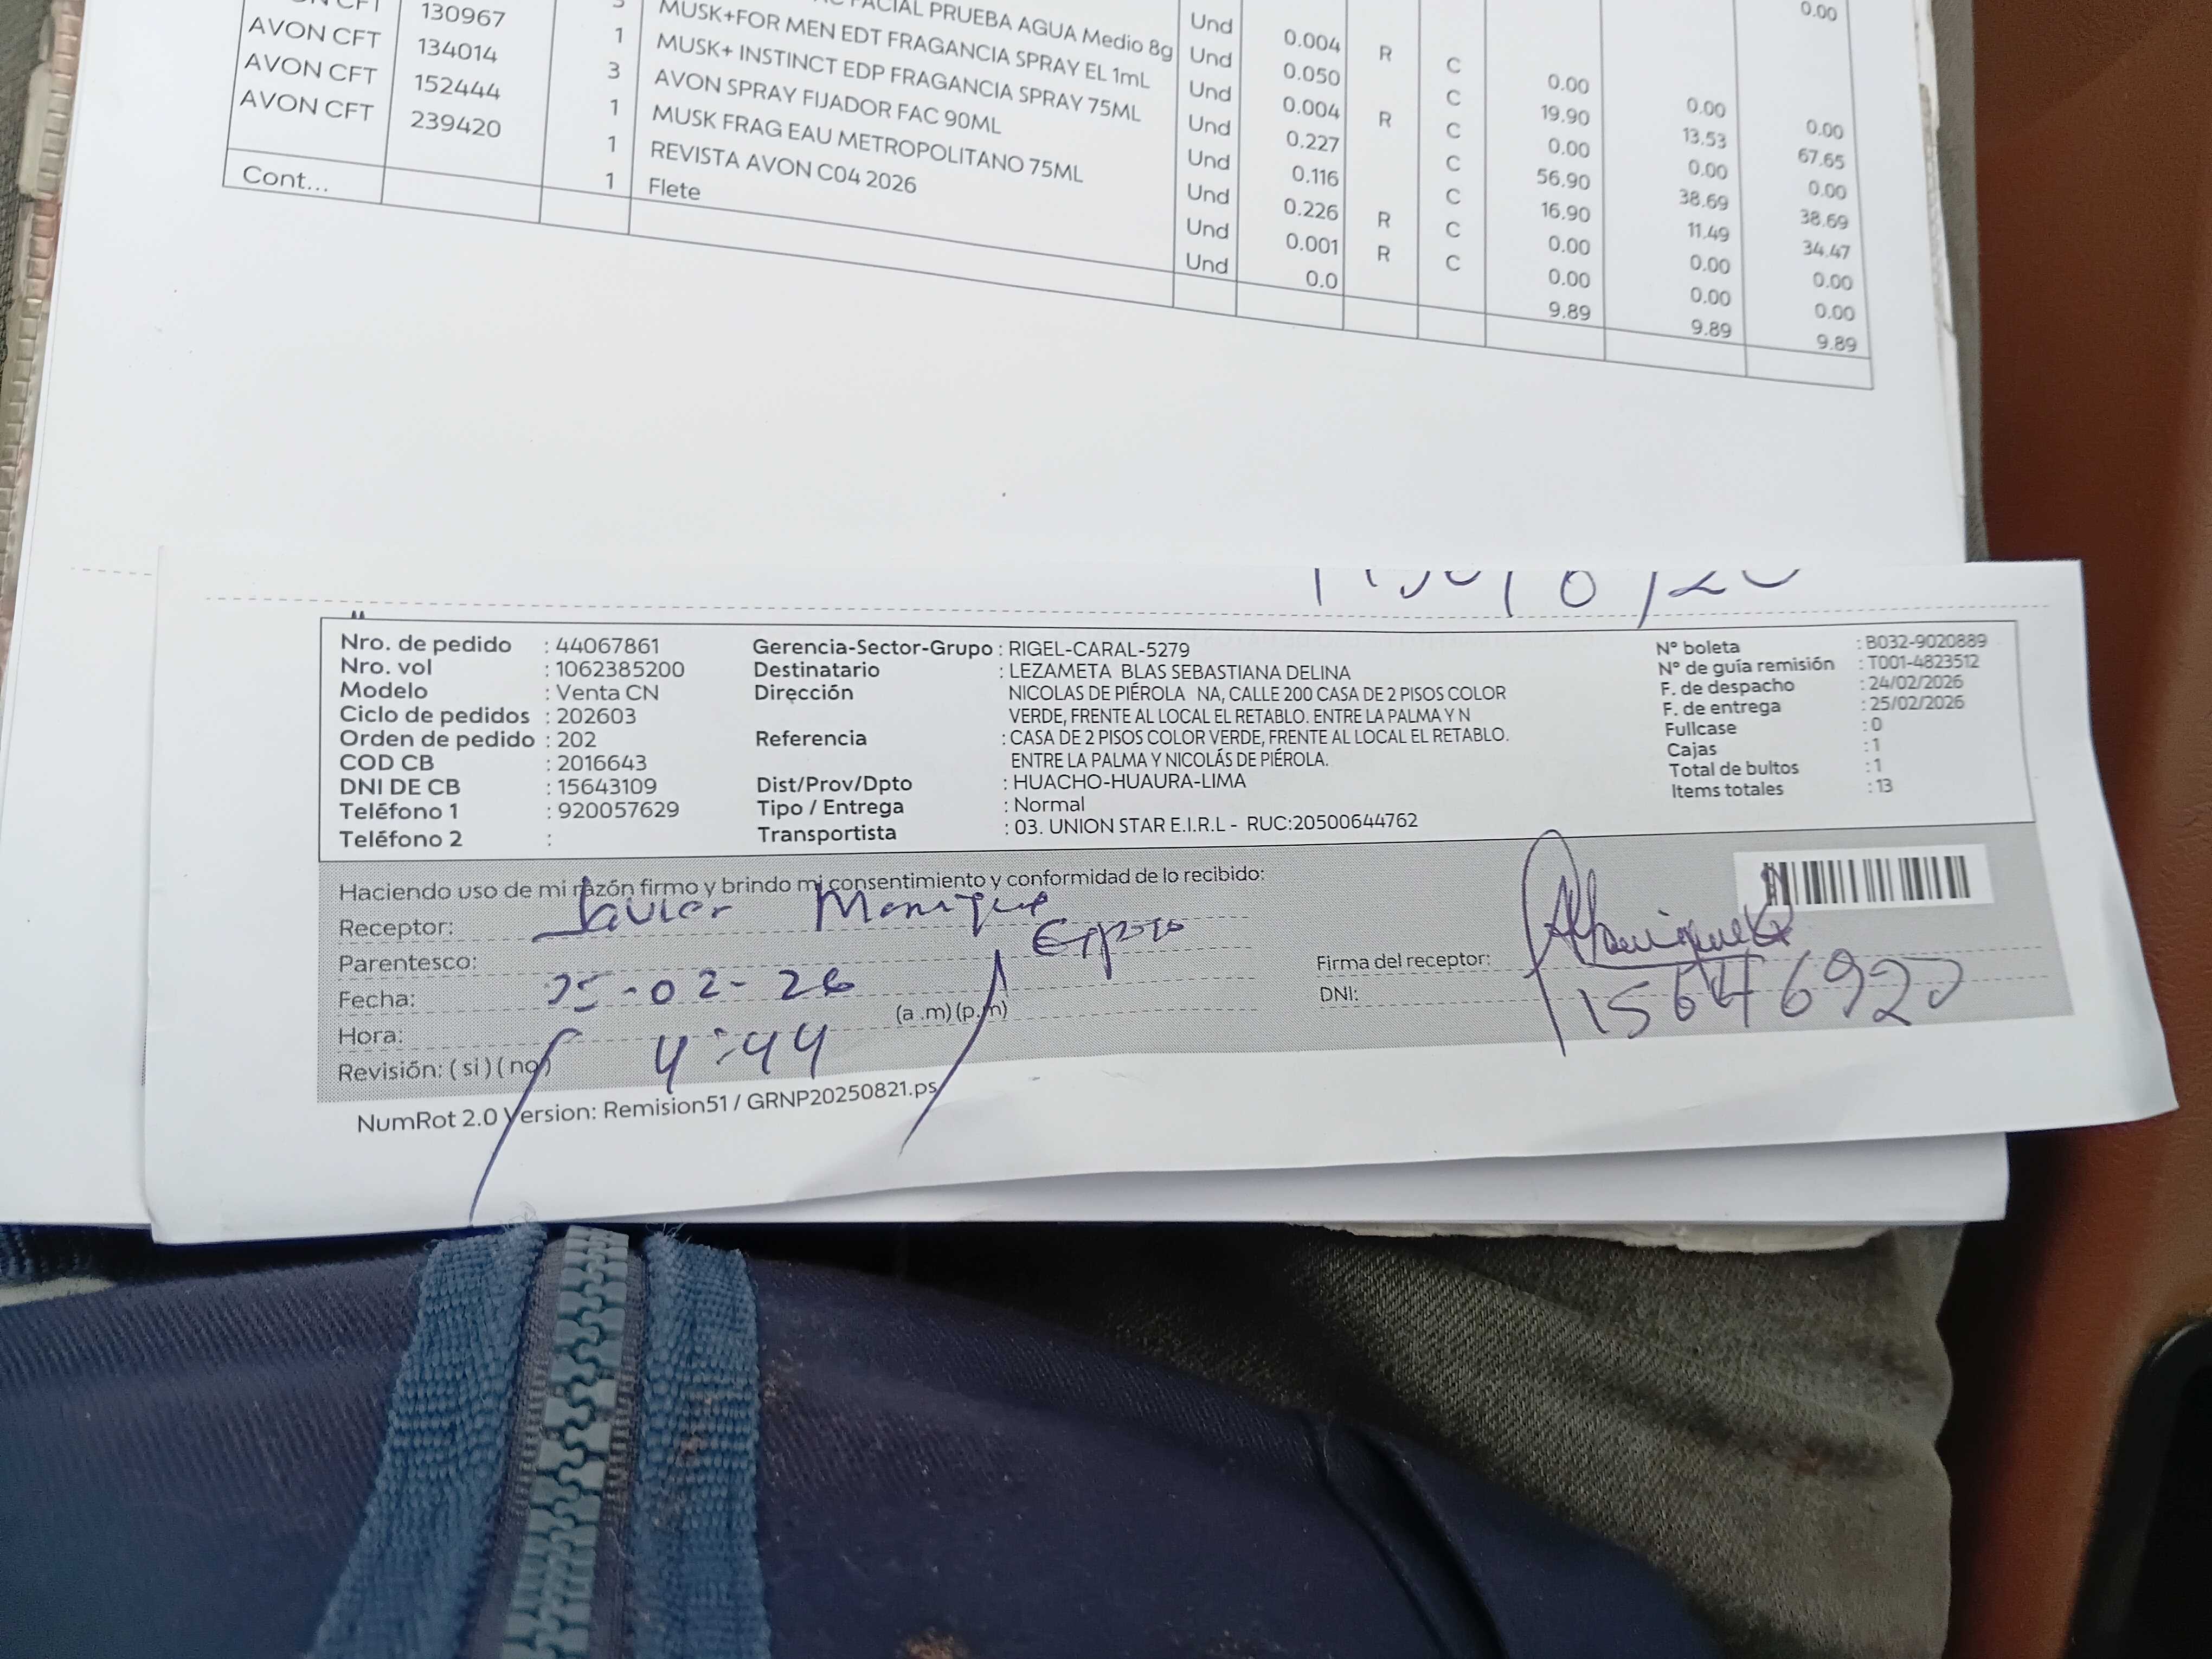 0.00
130967 FACIAL PRUEBA AGUA Medio 8g Und 0.004 R C 0.00 0.00 0.00
AVON CFT 134014 1 MUSK+FOR MEN EDT FRAGANCIA SPRAY EL 1mL Und 0.050 C 19.90 13.53 67.65
AVON CFT 152444 3 MUSK+ INSTINCT EDP FRAGANCIA SPRAY 75ML Und 0.004 R C 0.00 0.00 0.00
AVON CFT 239420 1 AVON SPRAY FIJADOR FAC 90ML Und 0.227 C 56.90 38.69 38.69
1 MUSK FRAG EAU METROPOLITANO 75ML Und 0.116 C 16.90 11.49 34.47
1 REVISTA AVON C04 2026 Und 0.226 R C 0.00 0.00 0.00
Flete Und 0.001 R C 0.00 0.00 0.00
Cont... Und 0.0 9.89 9.89 9.89
Nro. de pedido : 44067861
Nro. vol : 1062385200
Modelo : Venta CN
Ciclo de pedidos : 202603
Orden de pedido : 202
COD CB : 2016643
DNI DE CB : 15643109
Teléfono 1 : 920057629
Teléfono 2 :
Gerencia-Sector-Grupo : RIGEL-CARAL-5279
Destinatario : LEZAMETA BLAS SEBASTIANA DELINA
Dirección NICOLAS DE PIÉROLA NA, CALLE 200 CASA DE 2 PISOS COLOR
VERDE, FRENTE AL LOCAL EL RETABLO. ENTRE LA PALMA Y N
Referencia : CASA DE 2 PISOS COLOR VERDE, FRENTE AL LOCAL EL RETABLO.
ENTRE LA PALMA Y NICOLÁS DE PIÉROLA.
Dist/Prov/Dpto : HUACHO-HUAURA-LIMA
Tipo / Entrega : Normal
Transportista : 03. UNION STAR E.I.R.L - RUC:20500644762
N° boleta : B032-9020889
N° de guía remisión : T001-4823512
F. de despacho : 24/02/2026
F. de entrega : 25/02/2026
Fullcase : 0
Cajas : 1
Total de bultos : 1
Items totales : 13
Haciendo uso de mi razón firmo y brindo mi consentimiento y conformidad de lo recibido:
Receptor: Javier Manrique
Parentesco: Esposo
Fecha: 25-02-26
Hora: 4:44 (a .m) (p.m)
Revisión: ( si ) ( no )
Firma del receptor:
DNI: 15646920
NumRot 2.0 Version: Remision51 / GRNP20250821.ps